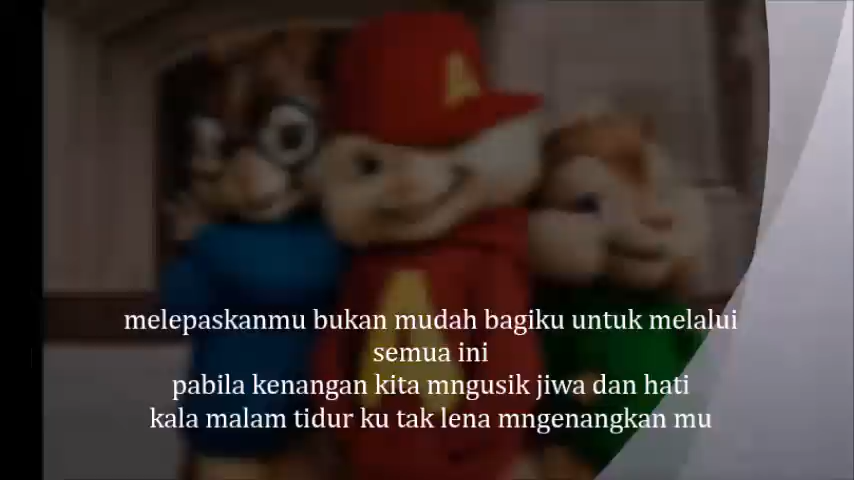 melepaskanmu bukan mudah bagiku untuk melalui
semua ini
pabila kenangan kita mngusik jiwa dan hati
kala malam tidur ku tak lena mngenangkan mu